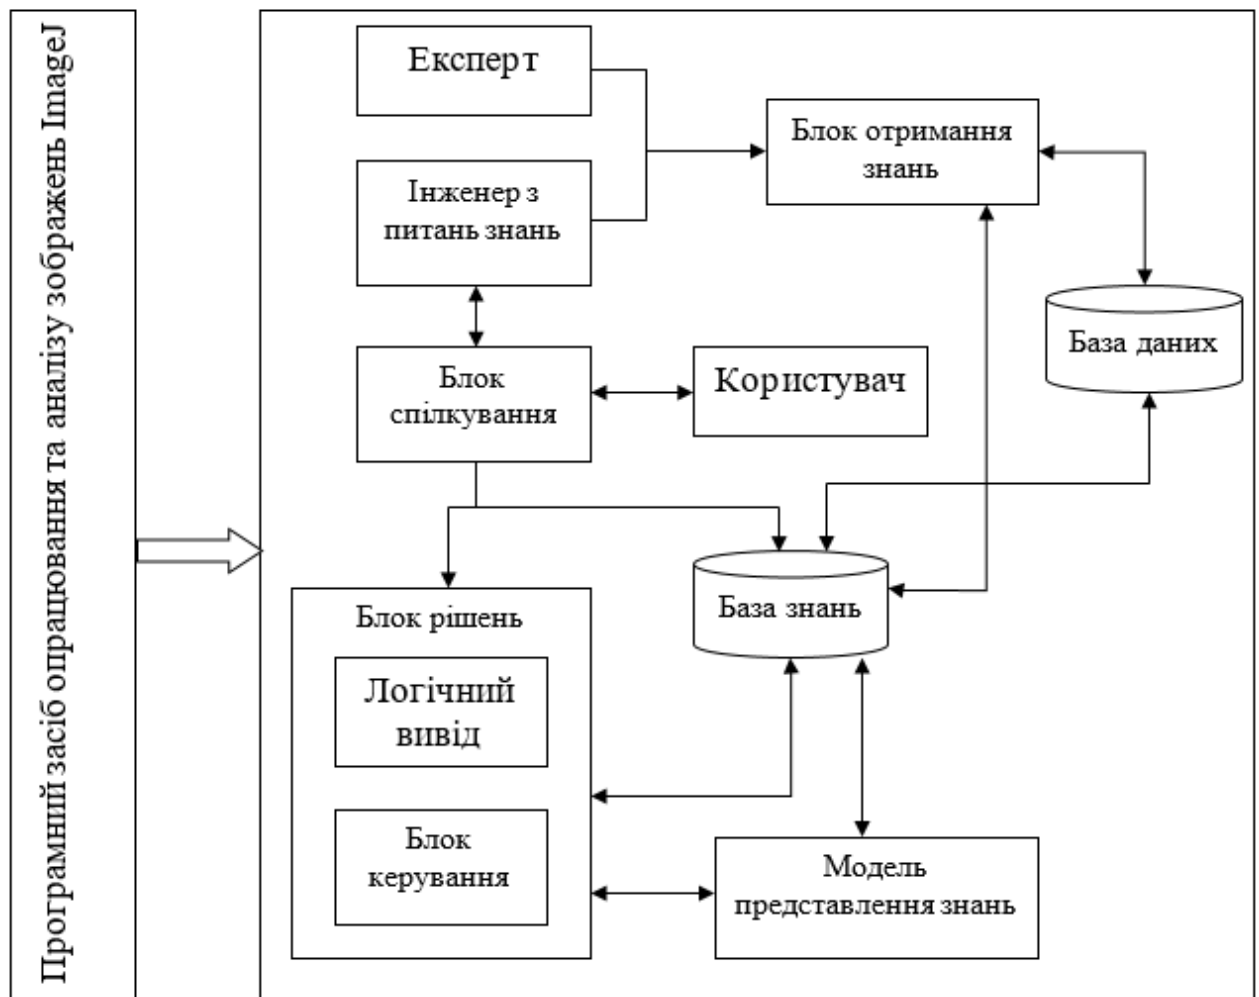 Програмний засіб опрацювання та аналізу зображень ImageJ
Експерт
Блок отримання
знань
Інженер з
питань знань
База даних
Блок
спілкування
Користувач
База знань
Блок рішень
Логічний
вивід
Блок
керування
Модель
представлення знань